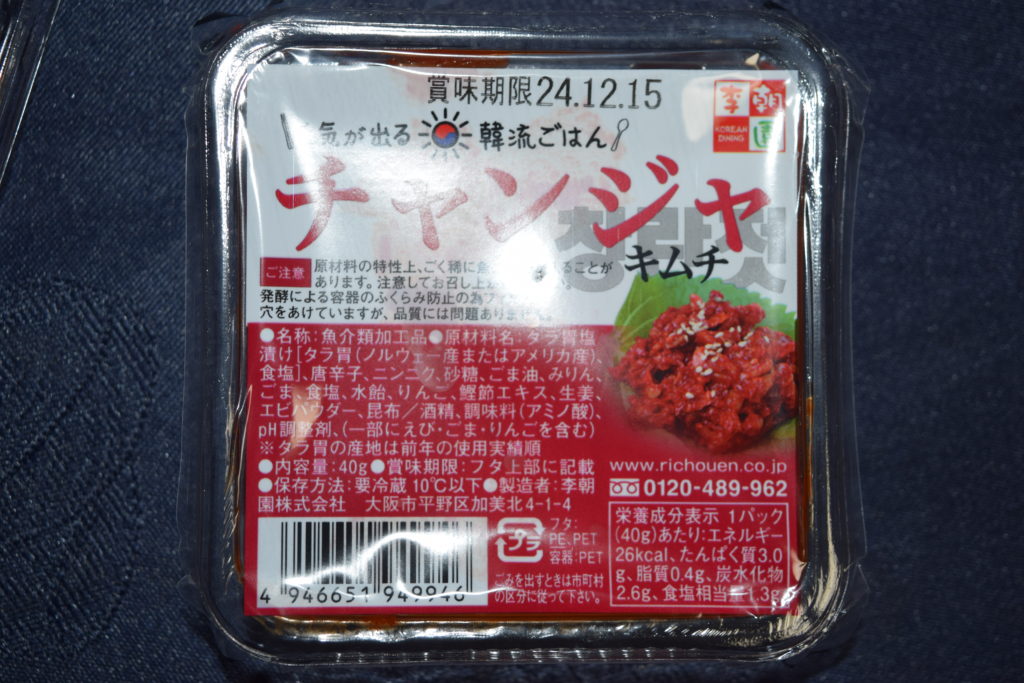 賞味期限24.12.15
李朝
園
KOREAN
DINING
気が出る 韓流ごはん
チャンジャ
창란젓
キムチ
ご注意
原材料の特性上、ごく稀に ることが
あります。注意してお召し上
発酵による容器のふくらみ防止の為
穴をあけていますが、品質には問題ありません。
●名称:魚介類加工品●原材料名:タラ胃塩
漬け[タラ胃(ノルウェー産またはアメリカ産)、
食塩]、唐辛子、ニンニク、砂糖、ごま油、みりん、
ごま、食塩、水飴、りんご、鰹節エキス、生姜、
エビパウダー、昆布/酒精、調味料(アミノ酸)、
pH調整剤、(一部にえび・ごま・りんごを含む)
※タラ胃の産地は前年の使用実績順
●内容量:40g●賞味期限:フタ上部に記載
●保存方法:要冷蔵 10℃以下●製造者:李朝
園株式会社 大阪市平野区加美北4-1-4
www.richouen.co.jp
0120-489-962
4 946651 949946
プラ
フタ:
PE、PET
容器:PET
ごみを出すときは市町村
の区分に従って下さい。
栄養成分表示 1パック
(40g)あたり:エネルギー
26kcal、たんぱく質3.0
g、脂質0.4g、炭水化物
2.6g、食塩相当量1.3g